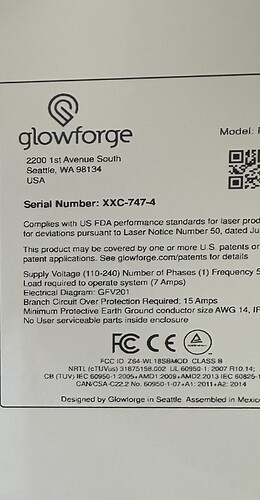 glowforge
Model:
2200 1st Avenue South
Seattle, WA 98134
USA
Serial Number: XXC-747-4
Complies with US FDA performance standards for laser prod
for deviations pursuant to Laser Notice Number 50, dated Ju
This product may be covered by one or more U.S. patents or
patent applications. See glowforge.com/patents for details
Supply Voltage (110-240) Number of Phases (1) Frequency 5
Load required to operate system (7 Amps)
Electrical Diagram: GFV201
Branch Circuit Over Protection Required: 15 Amps
Minimum Protective Earth Ground conductor size AWG 14, IF
No User serviceable parts inside enclosure
FC CE
FCC ID Z64-WL18SBMOD CLASS B
NRTL (cTUVus) 31875158.002 UL 60950-1: 2007 R10.14;
CB (TUV) IEC 60950-1:2005+AMD1:2009+AMD2:2013 IEC 60825-1
CAN/CSA-C22.2 No. 60950-1-07+A1: 2011+A2: 2014
Designed by Glowforge in Seattle. Assembled in Mexico